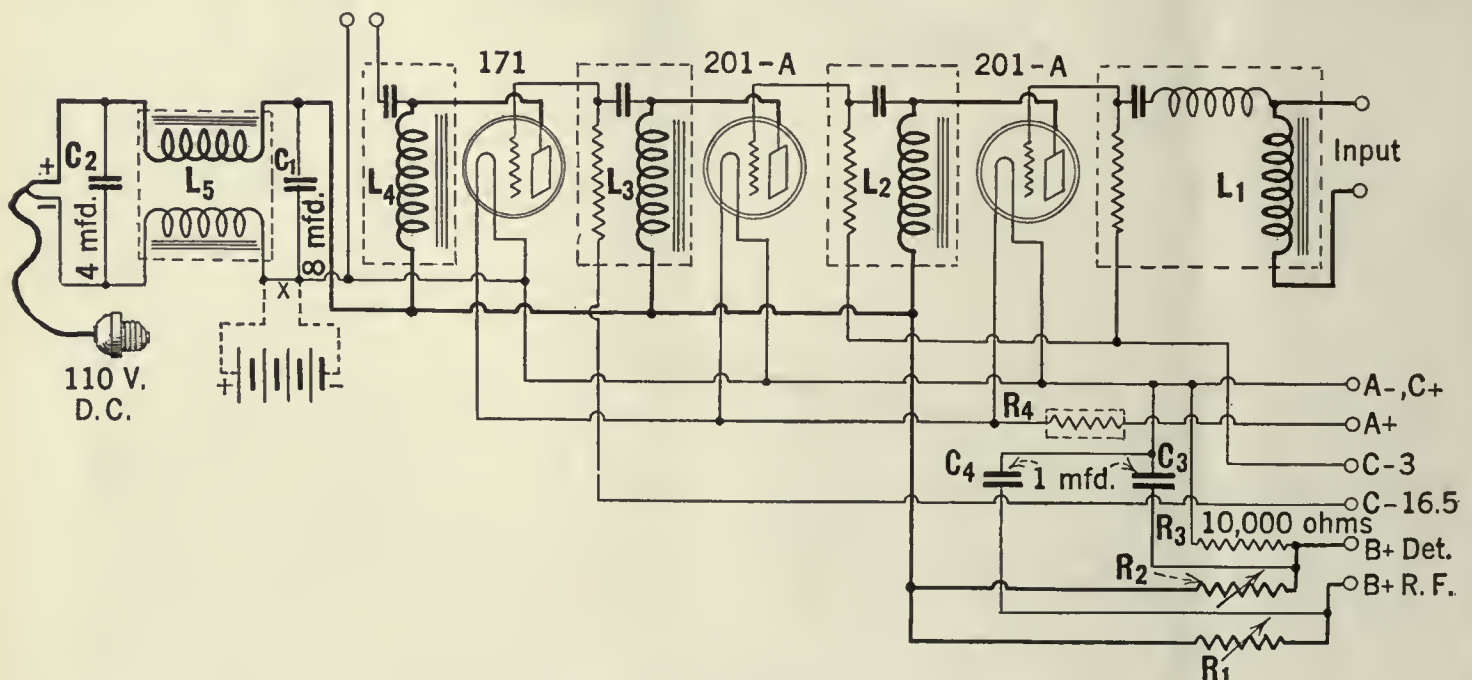 171
201-A
201-A
+
C2
4 mfd.
L5
C1
8 mfd.
L4
L3
L2
L1
Input
X
+ -
110 V.
D.C.
A-,C+
R4
A+
C4
1 mfd.
C3
C-3
C-16.5
R3
10,000 ohms
B+ Det.
R2
B+ R.F.
R1